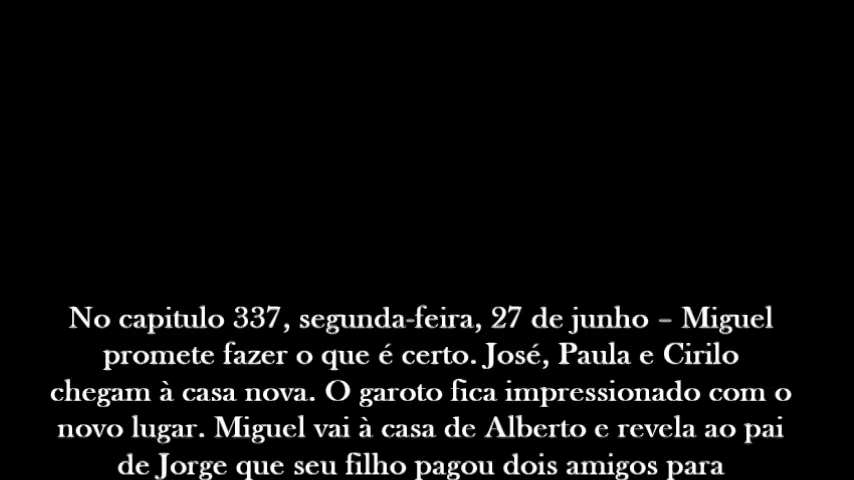 No capitulo 337, segunda-feira, 27 de junho – Miguel
promete fazer o que é certo. José, Paula e Cirilo
chegam à casa nova. O garoto fica impressionado com o
novo lugar. Miguel vai à casa de Alberto e revela ao pai
de Jorge que seu filho pagou dois amigos para